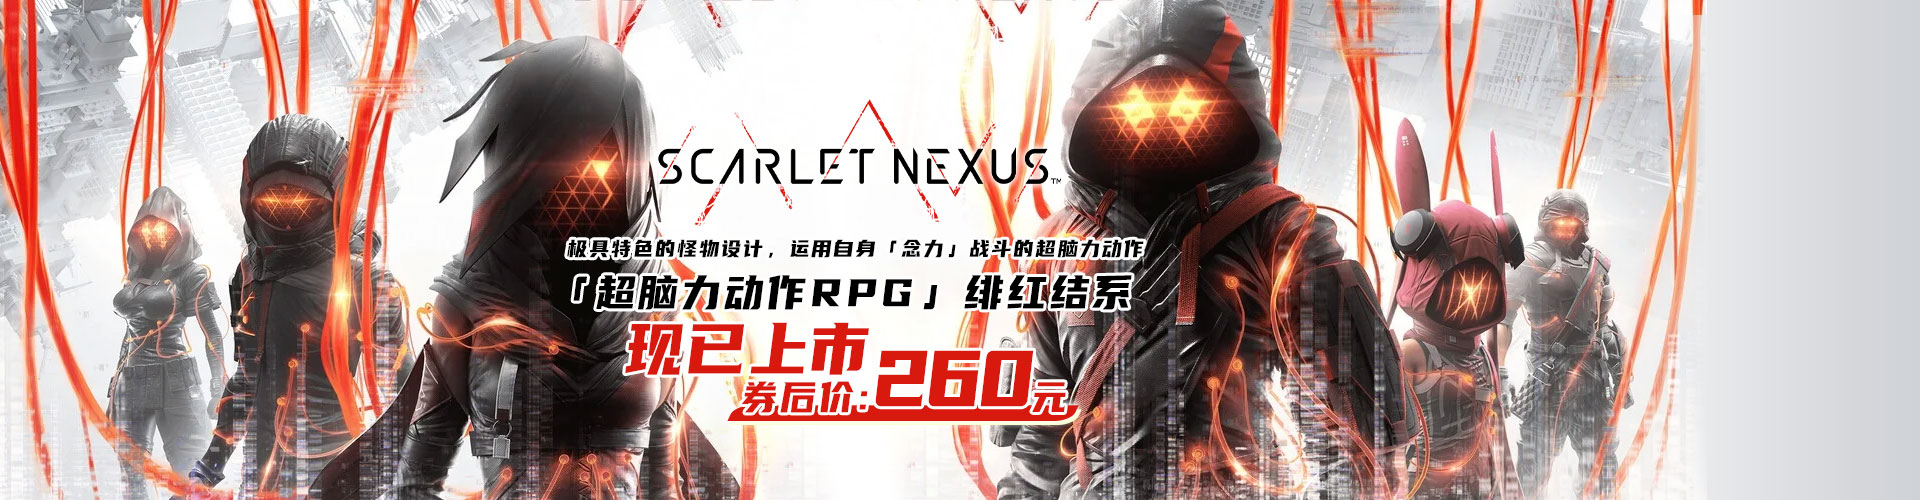 SCARLET NEXUS™
极具特色的怪物设计，运用自身「念力」战斗的超脑力动作
「超脑力动作RPG」绯红结系
现已上市
券后价:260元